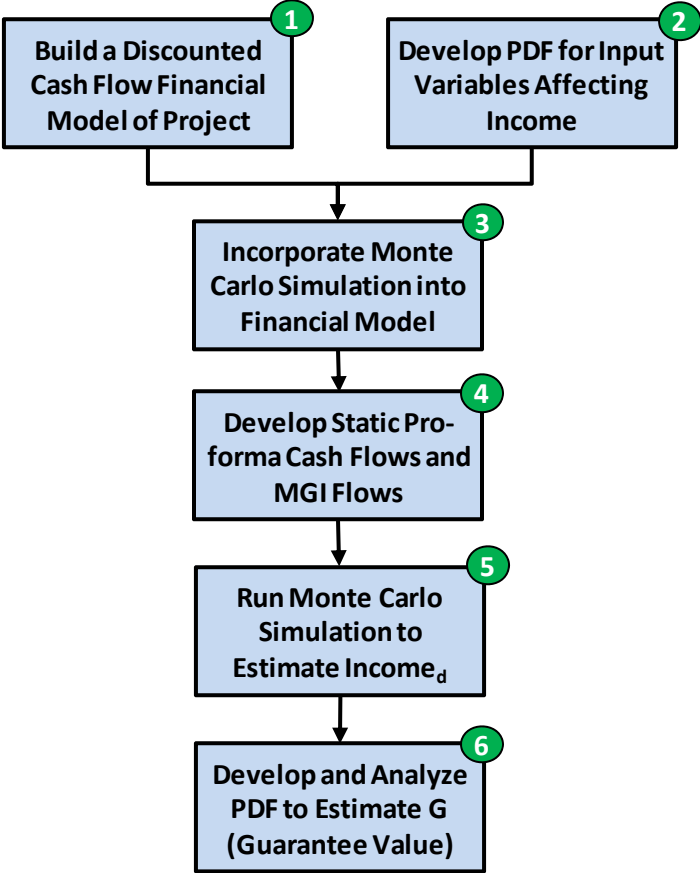 1
Build a Discounted
Cash Flow Financial
Model of Project
2
Develop PDF for Input
Variables Affecting
Income
3
Incorporate Monte
Carlo Simulation into
Financial Model
4
Develop Static Pro-
forma Cash Flows and
MGI Flows
5
Run Monte Carlo
Simulation to
Estimate Income_d
6
Develop and Analyze
PDF to Estimate G
(Guarantee Value)